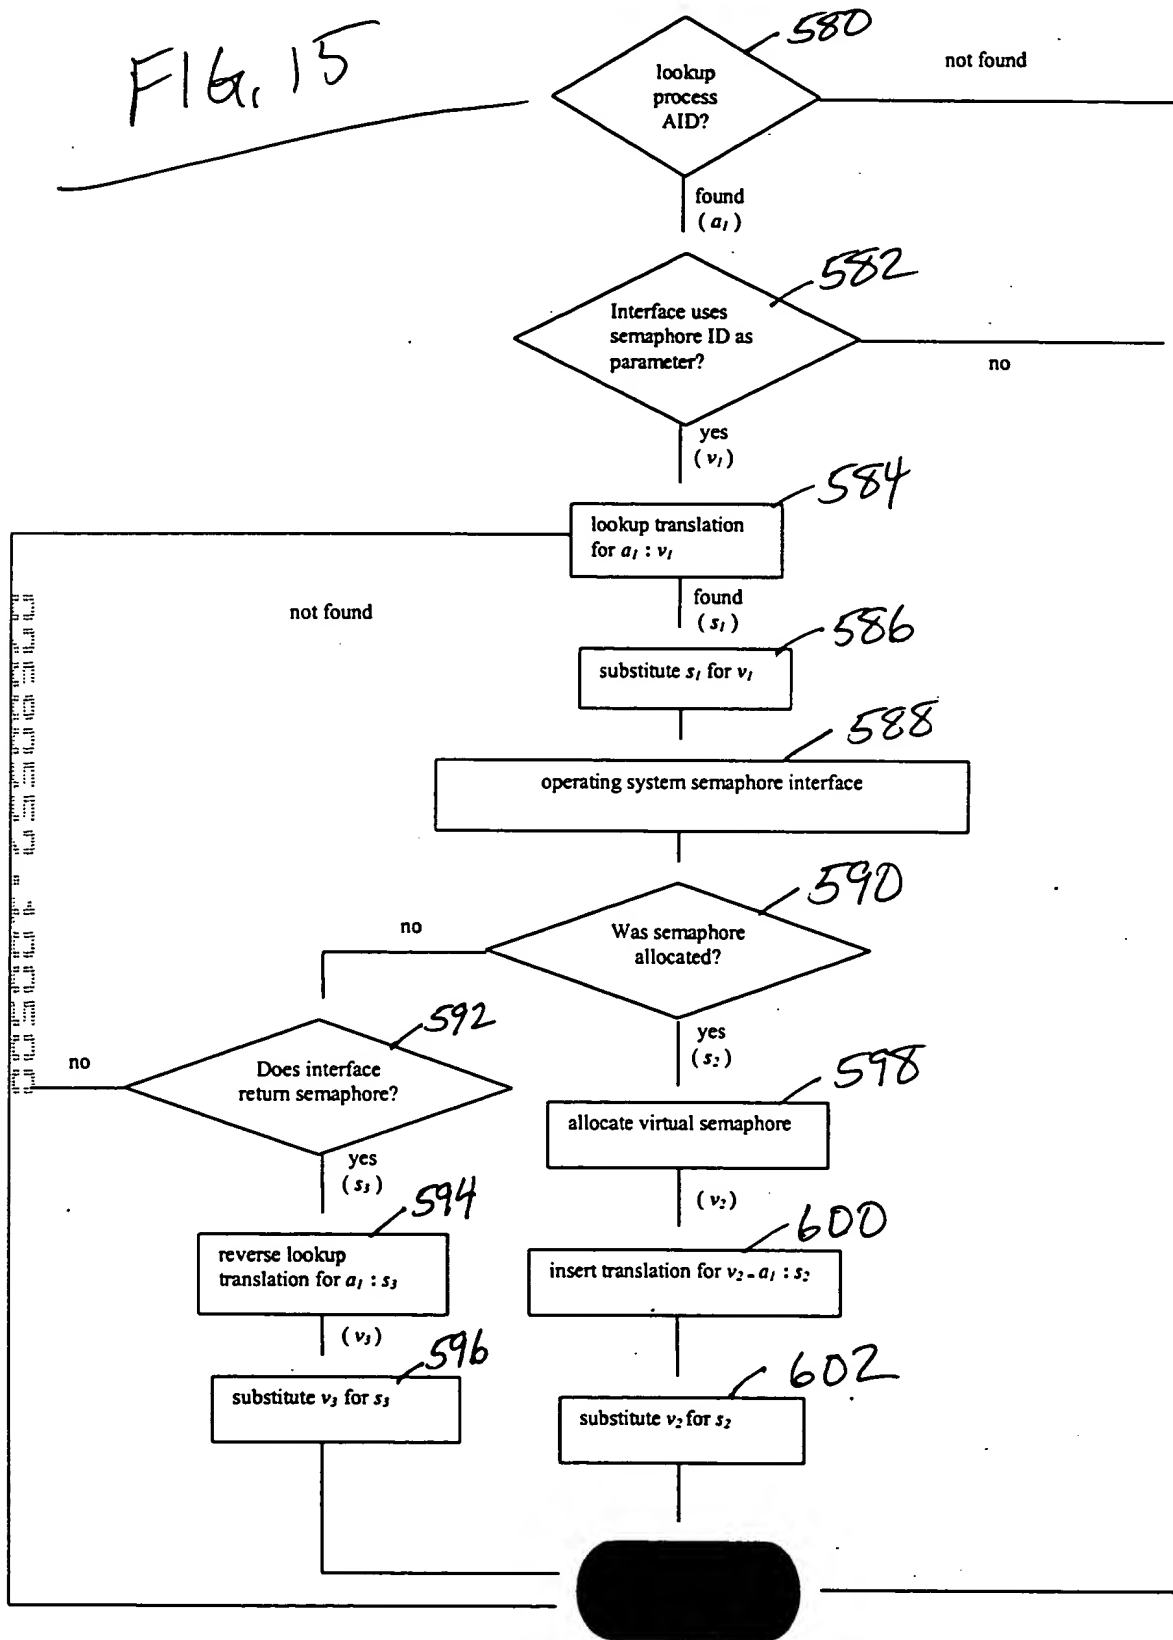 FIG. 15
580
lookup
process
AID?
not found
found
( a1 )
582
Interface uses
semaphore ID as
parameter?
no
yes
( v1 )
584
lookup translation
for a1 : v1
not found
found
( s1 )
586
substitute s1 for v1
588
operating system semaphore interface
590
Was semaphore
allocated?
no
592
Does interface
return semaphore?
no
yes
( s2 )
598
allocate virtual semaphore
yes
( s3 )
( v2 )
594
reverse lookup
translation for a1 : s3
600
insert translation for v2 - a1 : s2
( v3 )
596
substitute v3 for s3
602
substitute v2 for s2